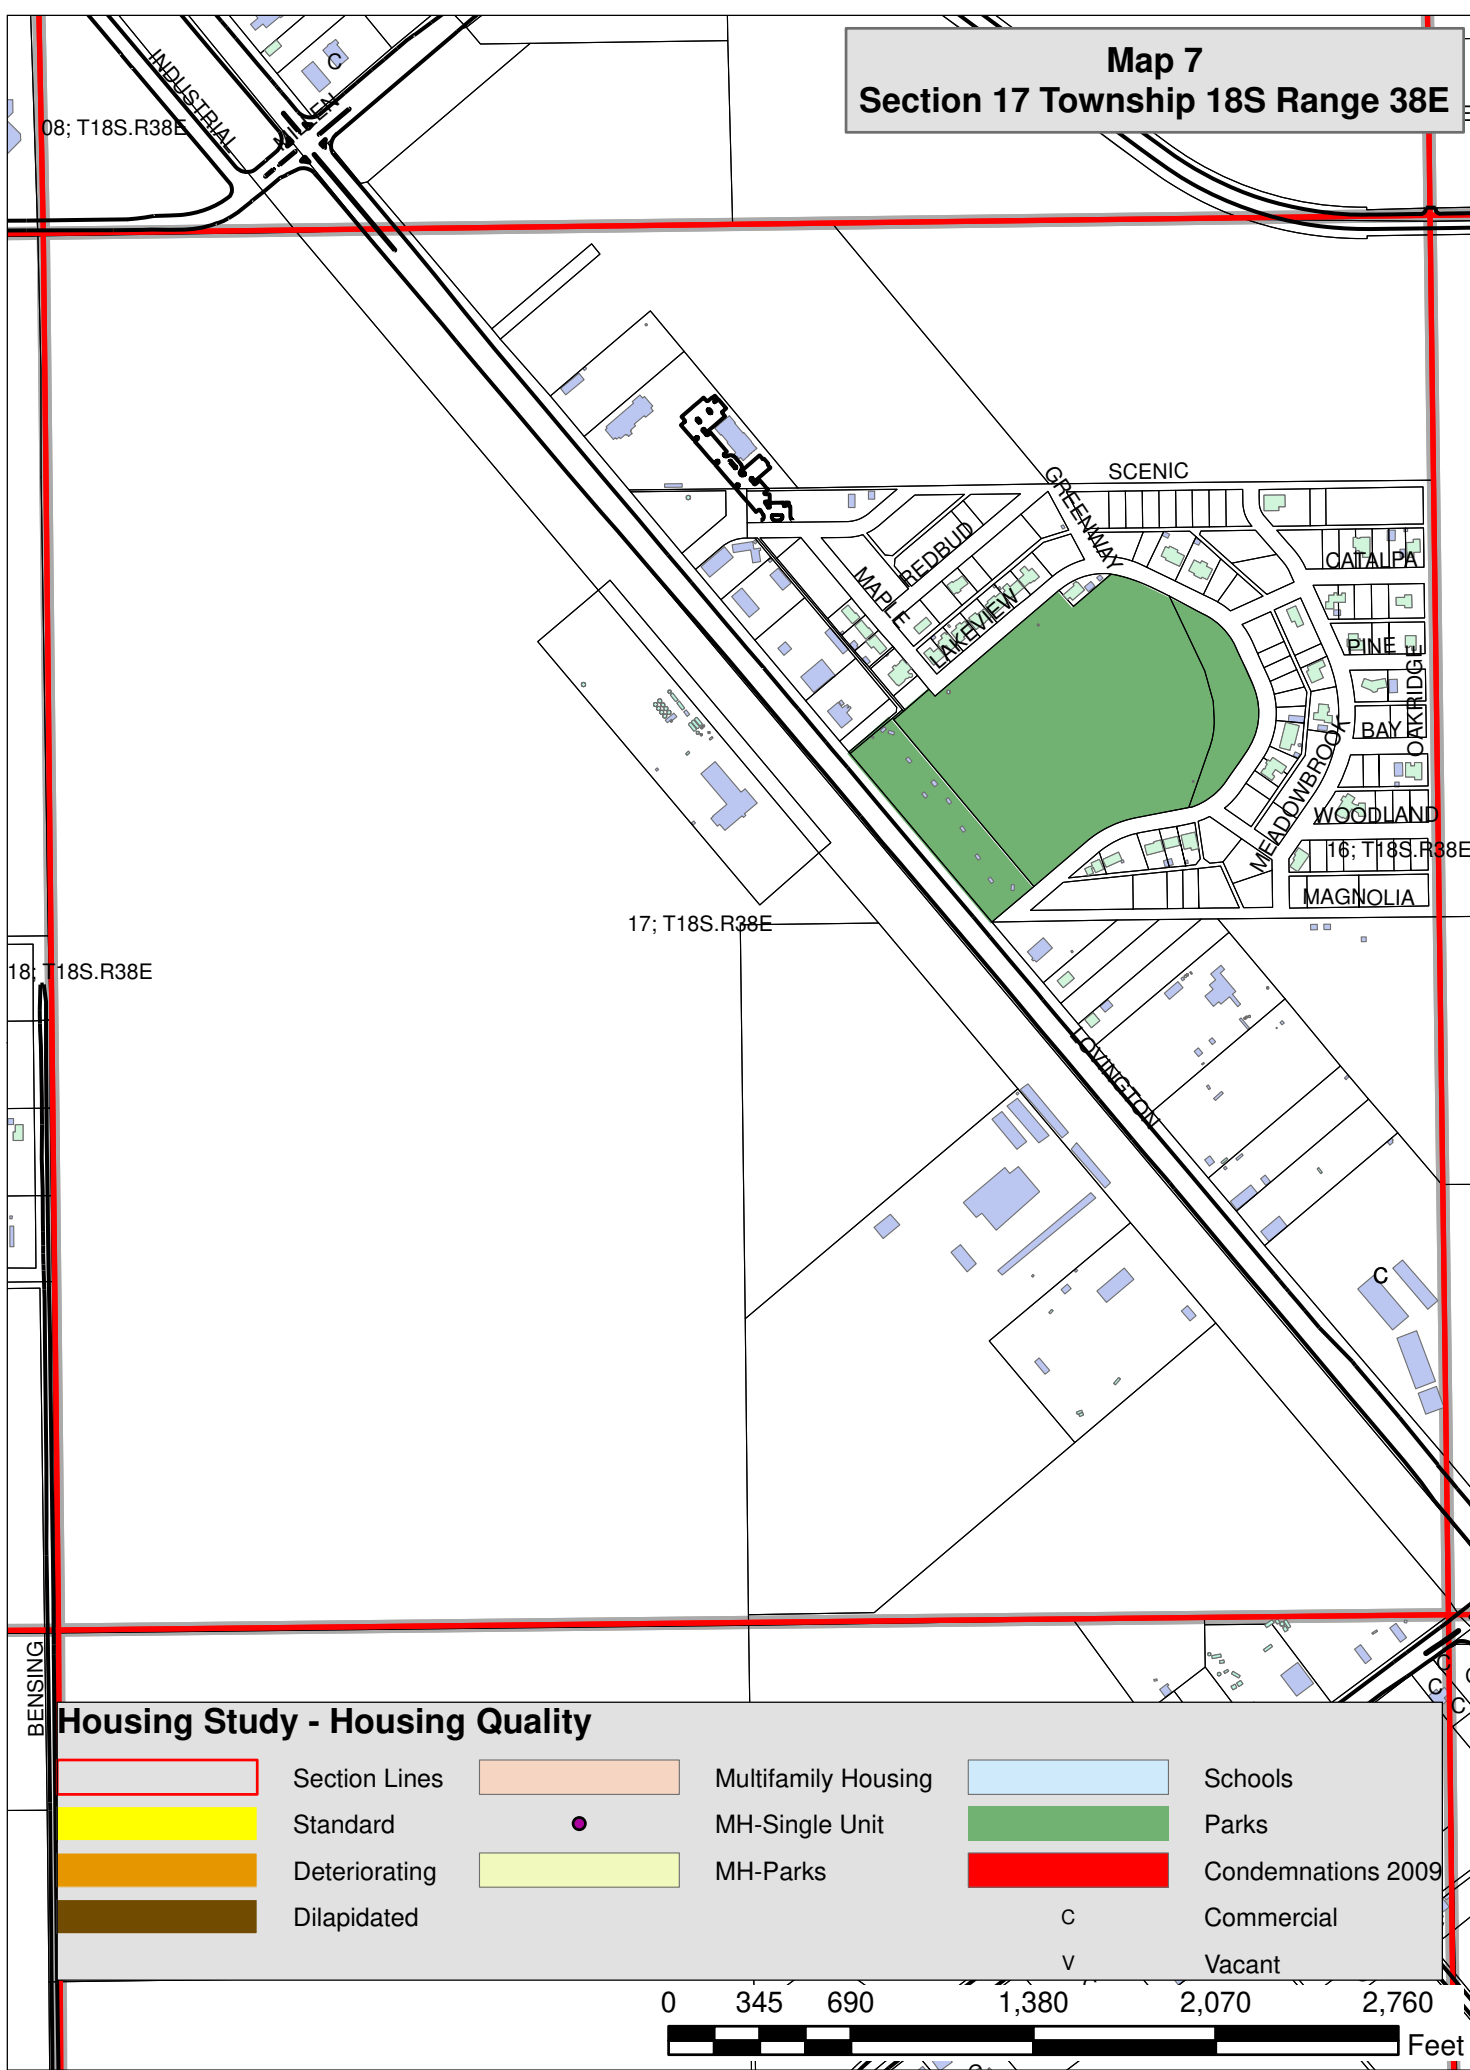 Map 7
Section 17 Township 18S Range 38E
INDUSTRIAL
C
MILLEN
08; T18S.R38E
SCENIC
GREENWAY
REDBUD
MAPLE
LAKEVIEW
CATALPA
PINE
OAKRIDGE
BAY
MEADOWBROOK
WOODLAND
16; T18S.R38E
MAGNOLIA
17; T18S.R38E
18; T18S.R38E
LOVINGTON
C
BENSING
C
C
C
Housing Study - Housing Quality
Section Lines
Multifamily Housing
Schools
Standard
MH-Single Unit
Parks
Deteriorating
MH-Parks
Condemnations 2009
Dilapidated
C
Commercial
V
Vacant
0 345 690 1,380 2,070 2,760
Feet